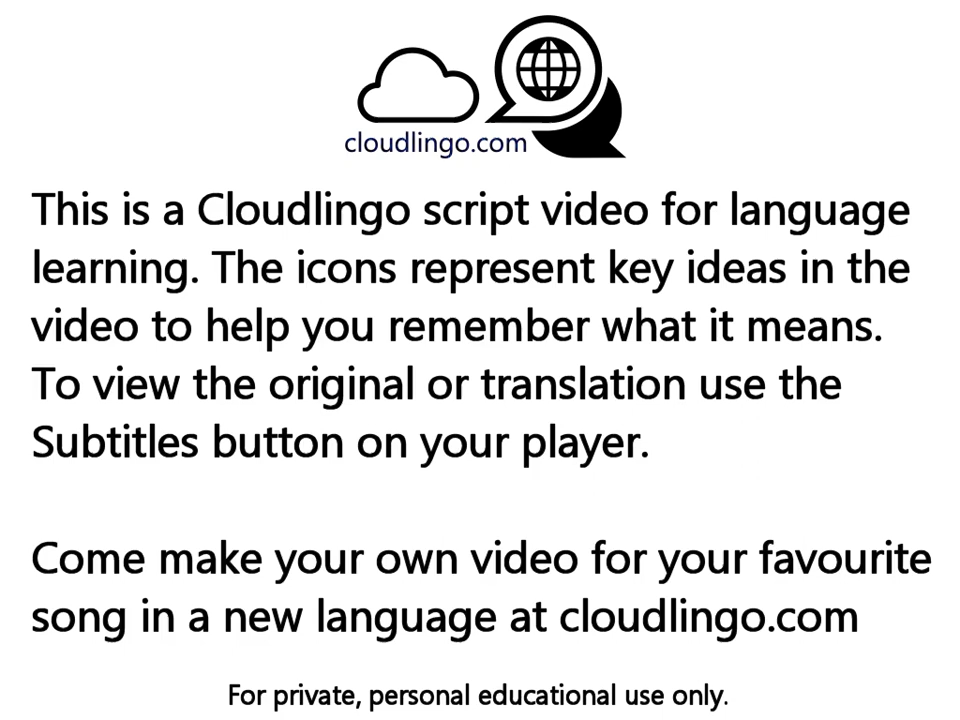 cloudlingo.com
This is a Cloudlingo script video for language
learning. The icons represent key ideas in the
video to help you remember what it means.
To view the original or translation use the
Subtitles button on your player.
Come make your own video for your favourite
song in a new language at cloudlingo.com
For private, personal educational use only.